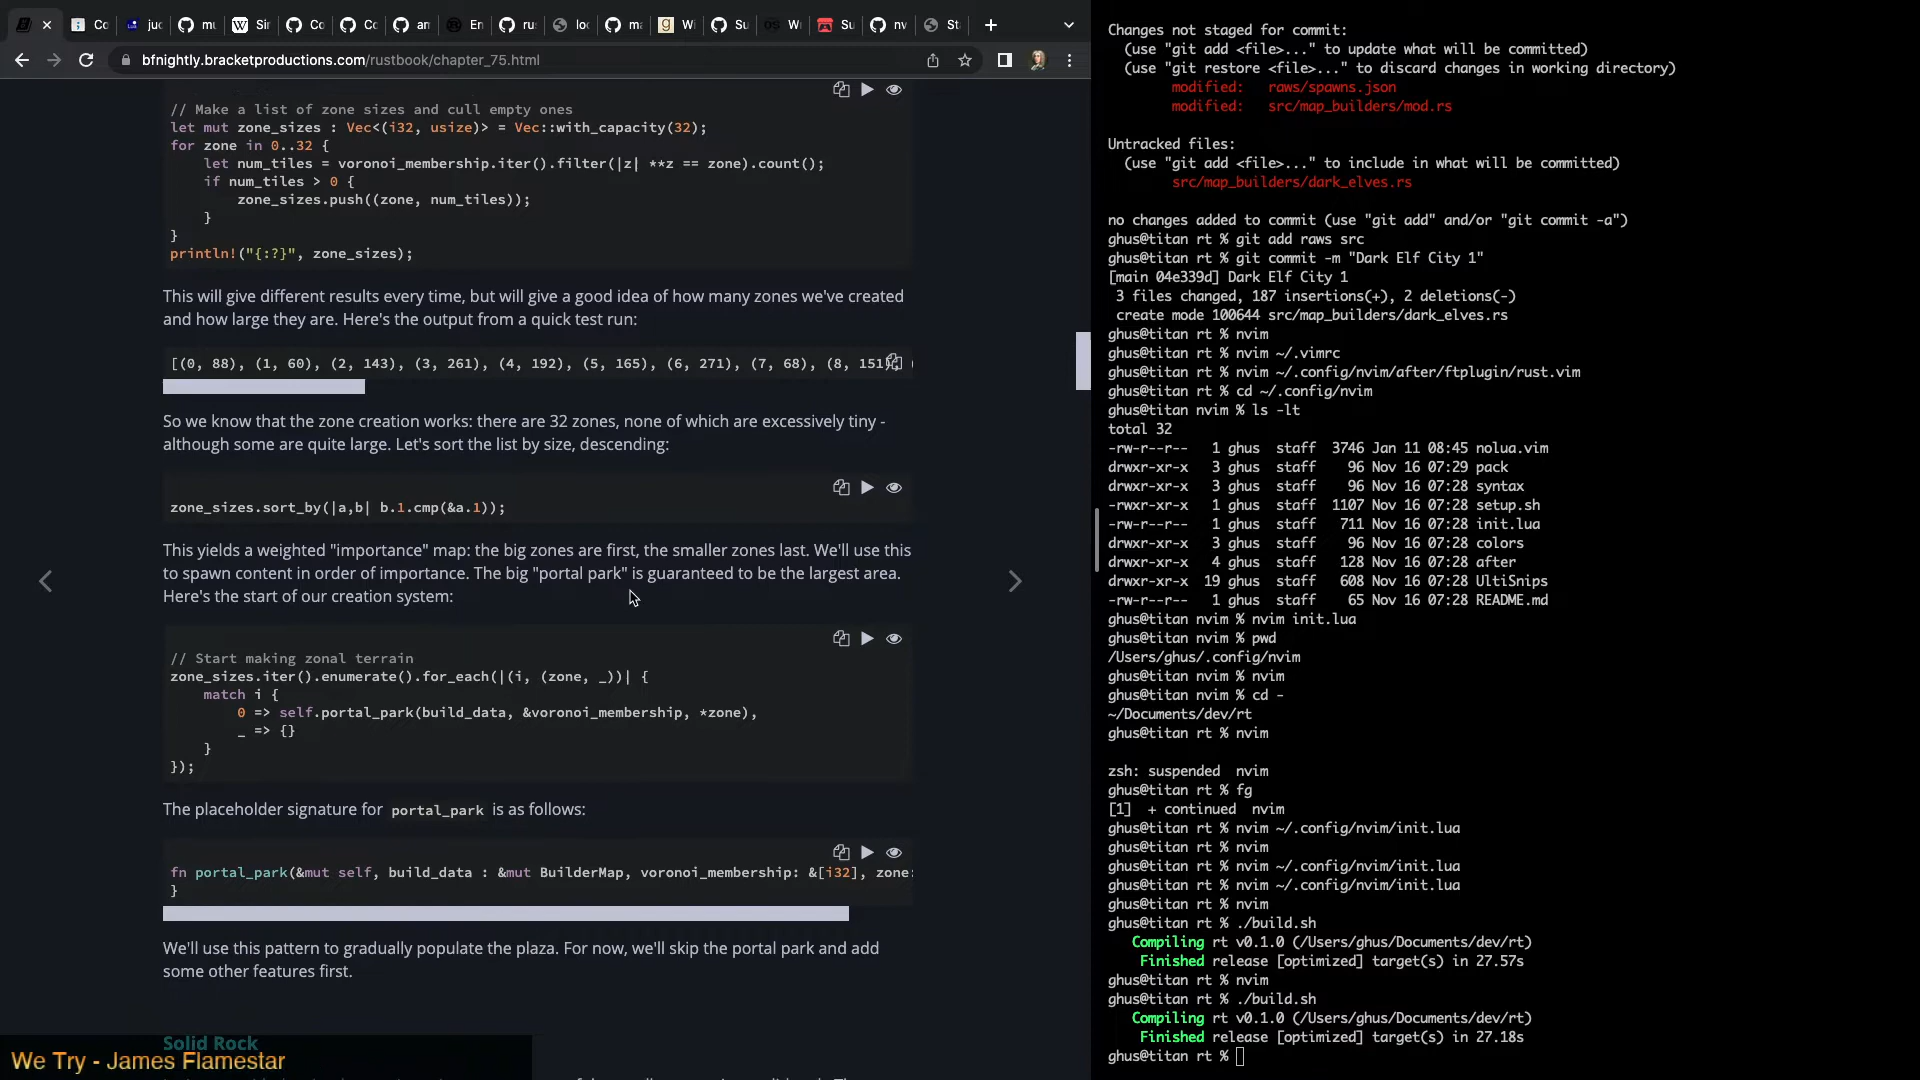 Co
juc
mu
Sir
Co
Co
an
En
ru:
loc
ma
Wi
Su
Wi
Su
nv
Sta
bfnightly.bracketproductions.com/rustbook/chapter_75.html
// Make a list of zone sizes and cull empty ones
let mut zone_sizes : Vec<(i32, usize)> = Vec::with_capacity(32);
for zone in 0..32 {
    let num_tiles = voronoi_membership.iter().filter(|z| **z == zone).count();
    if num_tiles > 0 {
        zone_sizes.push((zone, num_tiles));
    }
}
println!("{:?}", zone_sizes);
This will give different results every time, but will give a good idea of how many zones we've created
and how large they are. Here's the output from a quick test run:
[(0, 88), (1, 60), (2, 143), (3, 261), (4, 192), (5, 165), (6, 271), (7, 68), (8, 151),
So we know that the zone creation works: there are 32 zones, none of which are excessively tiny -
although some are quite large. Let's sort the list by size, descending:
zone_sizes.sort_by(|a,b| b.1.cmp(&a.1));
This yields a weighted "importance" map: the big zones are first, the smaller zones last. We'll use this
to spawn content in order of importance. The big "portal park" is guaranteed to be the largest area.
Here's the start of our creation system:
// Start making zonal terrain
zone_sizes.iter().enumerate().for_each(|(i, (zone, _))| {
    match i {
        0 => self.portal_park(build_data, &voronoi_membership, *zone),
        _ => {}
    }
});
The placeholder signature for portal_park is as follows:
fn portal_park(&mut self, build_data : &mut BuilderMap, voronoi_membership: &[i32], zone:
}
We'll use this pattern to gradually populate the plaza. For now, we'll skip the portal park and add
some other features first.
Solid Rock
We Try - James Flamestar
Changes not staged for commit:
  (use "git add <file>..." to update what will be committed)
  (use "git restore <file>..." to discard changes in working directory)
        modified:   raws/spawns.json
        modified:   src/map_builders/mod.rs
Untracked files:
  (use "git add <file>..." to include in what will be committed)
        src/map_builders/dark_elves.rs
no changes added to commit (use "git add" and/or "git commit -a")
ghus@titan rt % git add raws src
ghus@titan rt % git commit -m "Dark Elf City 1"
[main 04e339d] Dark Elf City 1
 3 files changed, 187 insertions(+), 2 deletions(-)
 create mode 100644 src/map_builders/dark_elves.rs
ghus@titan rt % nvim
ghus@titan rt % nvim ~/.vimrc
ghus@titan rt % nvim ~/.config/nvim/after/ftplugin/rust.vim
ghus@titan rt % cd ~/.config/nvim
ghus@titan nvim % ls -lt
total 32
-rw-r--r--   1 ghus  staff  3746 Jan 11 08:45 nolua.vim
drwxr-xr-x   3 ghus  staff    96 Nov 16 07:29 pack
drwxr-xr-x   3 ghus  staff    96 Nov 16 07:28 syntax
-rwxr-xr-x   1 ghus  staff  1107 Nov 16 07:28 setup.sh
-rw-r--r--   1 ghus  staff   711 Nov 16 07:28 init.lua
drwxr-xr-x   3 ghus  staff    96 Nov 16 07:28 colors
drwxr-xr-x   4 ghus  staff   128 Nov 16 07:28 after
drwxr-xr-x  19 ghus  staff   608 Nov 16 07:28 UltiSnips
-rw-r--r--   1 ghus  staff    65 Nov 16 07:28 README.md
ghus@titan nvim % nvim init.lua
ghus@titan nvim % pwd
/Users/ghus/.config/nvim
ghus@titan nvim % nvim
ghus@titan nvim % cd -
~/Documents/dev/rt
ghus@titan rt % nvim
zsh: suspended  nvim
ghus@titan rt % fg
[1]  + continued  nvim
ghus@titan rt % nvim ~/.config/nvim/init.lua
ghus@titan rt % nvim
ghus@titan rt % nvim ~/.config/nvim/init.lua
ghus@titan rt % nvim ~/.config/nvim/init.lua
ghus@titan rt % nvim
ghus@titan rt % ./build.sh
   Compiling rt v0.1.0 (/Users/ghus/Documents/dev/rt)
    Finished release [optimized] target(s) in 27.57s
ghus@titan rt % nvim
ghus@titan rt % ./build.sh
   Compiling rt v0.1.0 (/Users/ghus/Documents/dev/rt)
    Finished release [optimized] target(s) in 27.18s
ghus@titan rt %